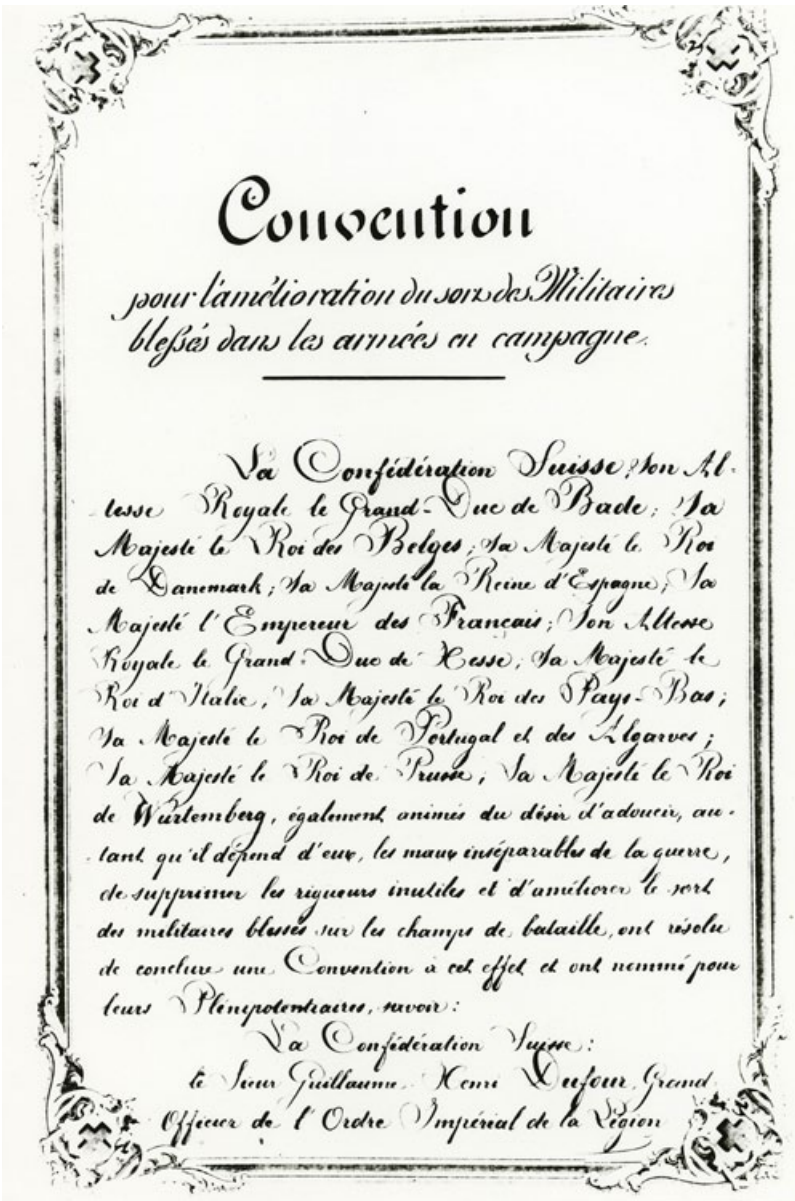 Convention
pour l'amélioration du sort des Militaires
blessés dans les armées en campagne.
La Confédération Suisse; Son Al-
tesse Royale le Grand-Duc de Bade; Sa
Majesté le Roi des Belges; Sa Majesté le Roi
de Danemark; Sa Majesté la Reine d'Espagne; Sa
Majesté l'Empereur des Français; Son Altesse
Royale le Grand-Duc de Hesse; Sa Majesté le
Roi d'Italie; Sa Majesté le Roi des Pays-Bas;
Sa Majesté le Roi de Portugal et des Algarves;
Sa Majesté le Roi de Prusse; Sa Majesté le Roi
de Wurtemberg, également animés du désir d'adoucir, au-
tant qu'il dépend d'eux, les maux inséparables de la guerre,
de supprimer les rigueurs inutiles et d'améliorer le sort
des militaires blessés sur les champs de bataille, ont résolu
de conclure une Convention à cet effet et ont nommé pour
leurs Plénipotentiaires, savoir:
La Confédération Suisse:
le Sieur Guillaume-Henri Dufour, Grand
Officier de l'Ordre Impérial de la Légion